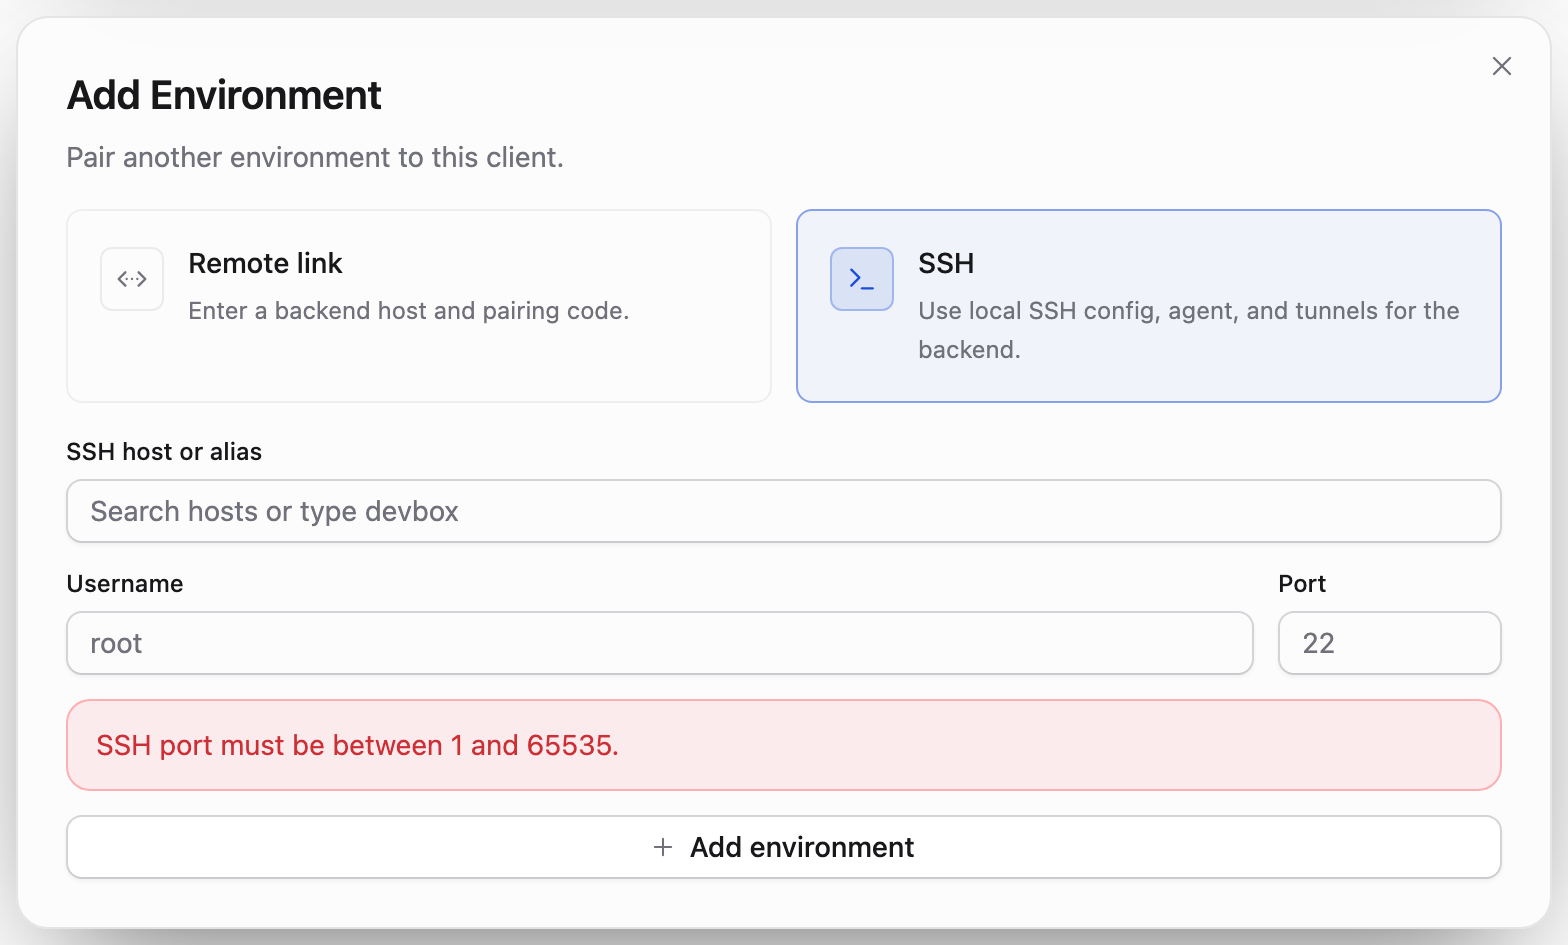 Add Environment
Pair another environment to this client.
Remote link
Enter a backend host and pairing code.
SSH
Use local SSH config, agent, and tunnels for the
backend.
SSH host or alias
Search hosts or type devbox
Username
Port
root
22
SSH port must be between 1 and 65535.
Add environment